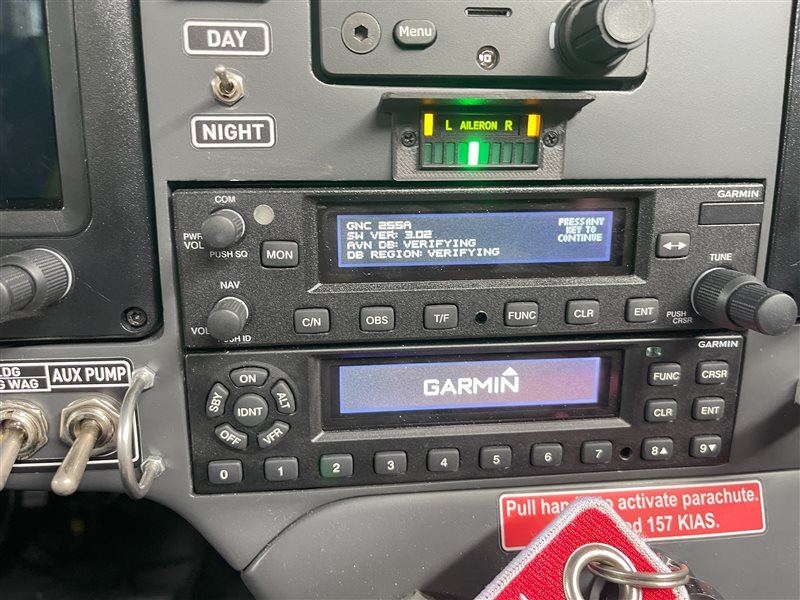 DAY
NIGHT
Menu
L AILERON R
GARMIN
COM
PWR
VOL
PUSH SQ
MON
GNC 255A
SW VER: 3.02
AVN DB: VERIFYING
DB REGION: VERIFYING
PRESS ANY
KEY TO
CONTINUE
TUNE
NAV
VOL
PUSH ID
C/N
OBS
T/F
FUNC
CLR
ENT
PUSH
CRSR
GARMIN
LDG
WAG
AUX PUMP
SBY
ON
ALT
IDNT
OFF
VFR
GARMIN
FUNC
CRSR
CLR
ENT
0
1
2
3
4
5
6
7
8▲
9▼
Pull to activate parachute.
157 KIAS.